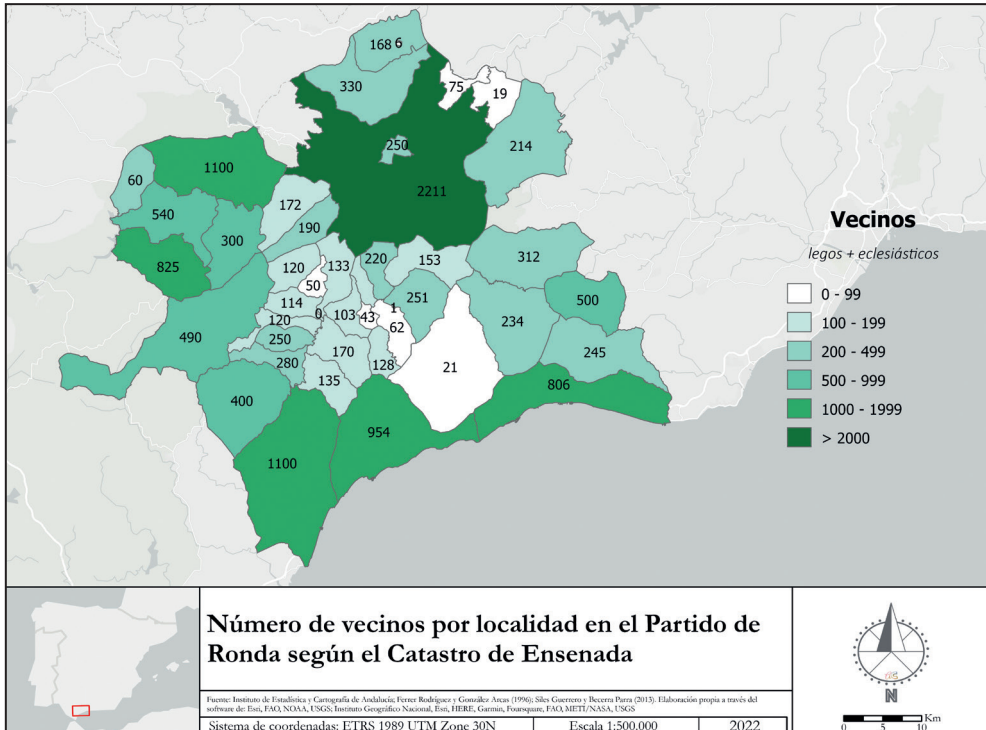 168 6
330
75
19
250
214
1100
2211
60
172
540
190
300
825
120
133
220
153
312
50
114
251
500
120
0
103
43
1
62
234
490
250
170
245
280
128
21
135
400
806
954
1100
Vecinos
legos + eclesiásticos
0 - 99
100 - 199
200 - 499
500 - 999
1000 - 1999
> 2000
Número de vecinos por localidad en el Partido de
Ronda según el Catastro de Ensenada
Fuente: Instituto de Estadística y Cartografía de Andalucía; Ferrer Rodríguez y González Arcas (1996); Siles Guerrero y Becerra Parra (2013). Elaboración propia a través del
software de: Esri, FAO, NOAA, USGS; Instituto Geográfico Nacional, Esri, HERE, Garmin, Foursquare, FAO, METI/NASA, USGS
Sistema de coordenadas: ETRS 1989 UTM Zone 30N
Escala 1:500.000
2022
N
Km
0 5 10